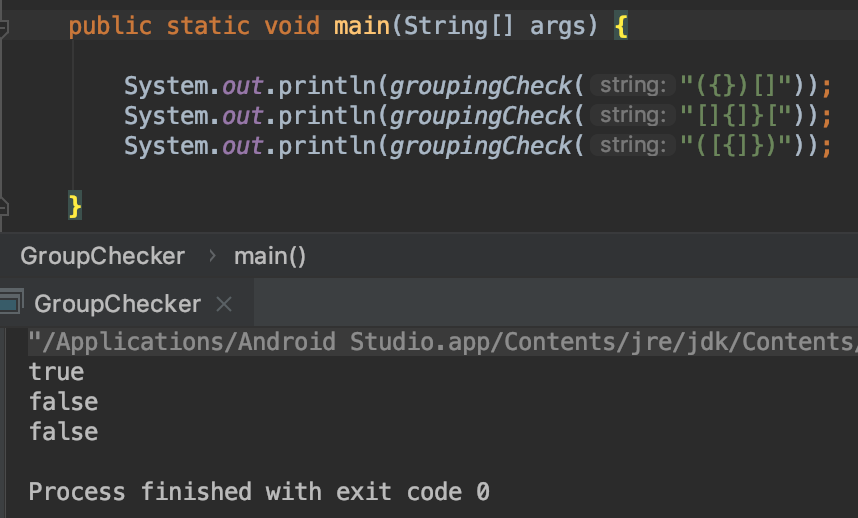 public static void main(String[] args) {
System.out.println(groupingCheck( string: "({})[]"));
System.out.println(groupingCheck( string: "[]{]}["));
System.out.println(groupingCheck( string: "([{]})"));
}
GroupChecker › main()
GroupChecker ×
"/Applications/Android Studio.app/Contents/jre/jdk/Contents/
true
false
false
Process finished with exit code 0